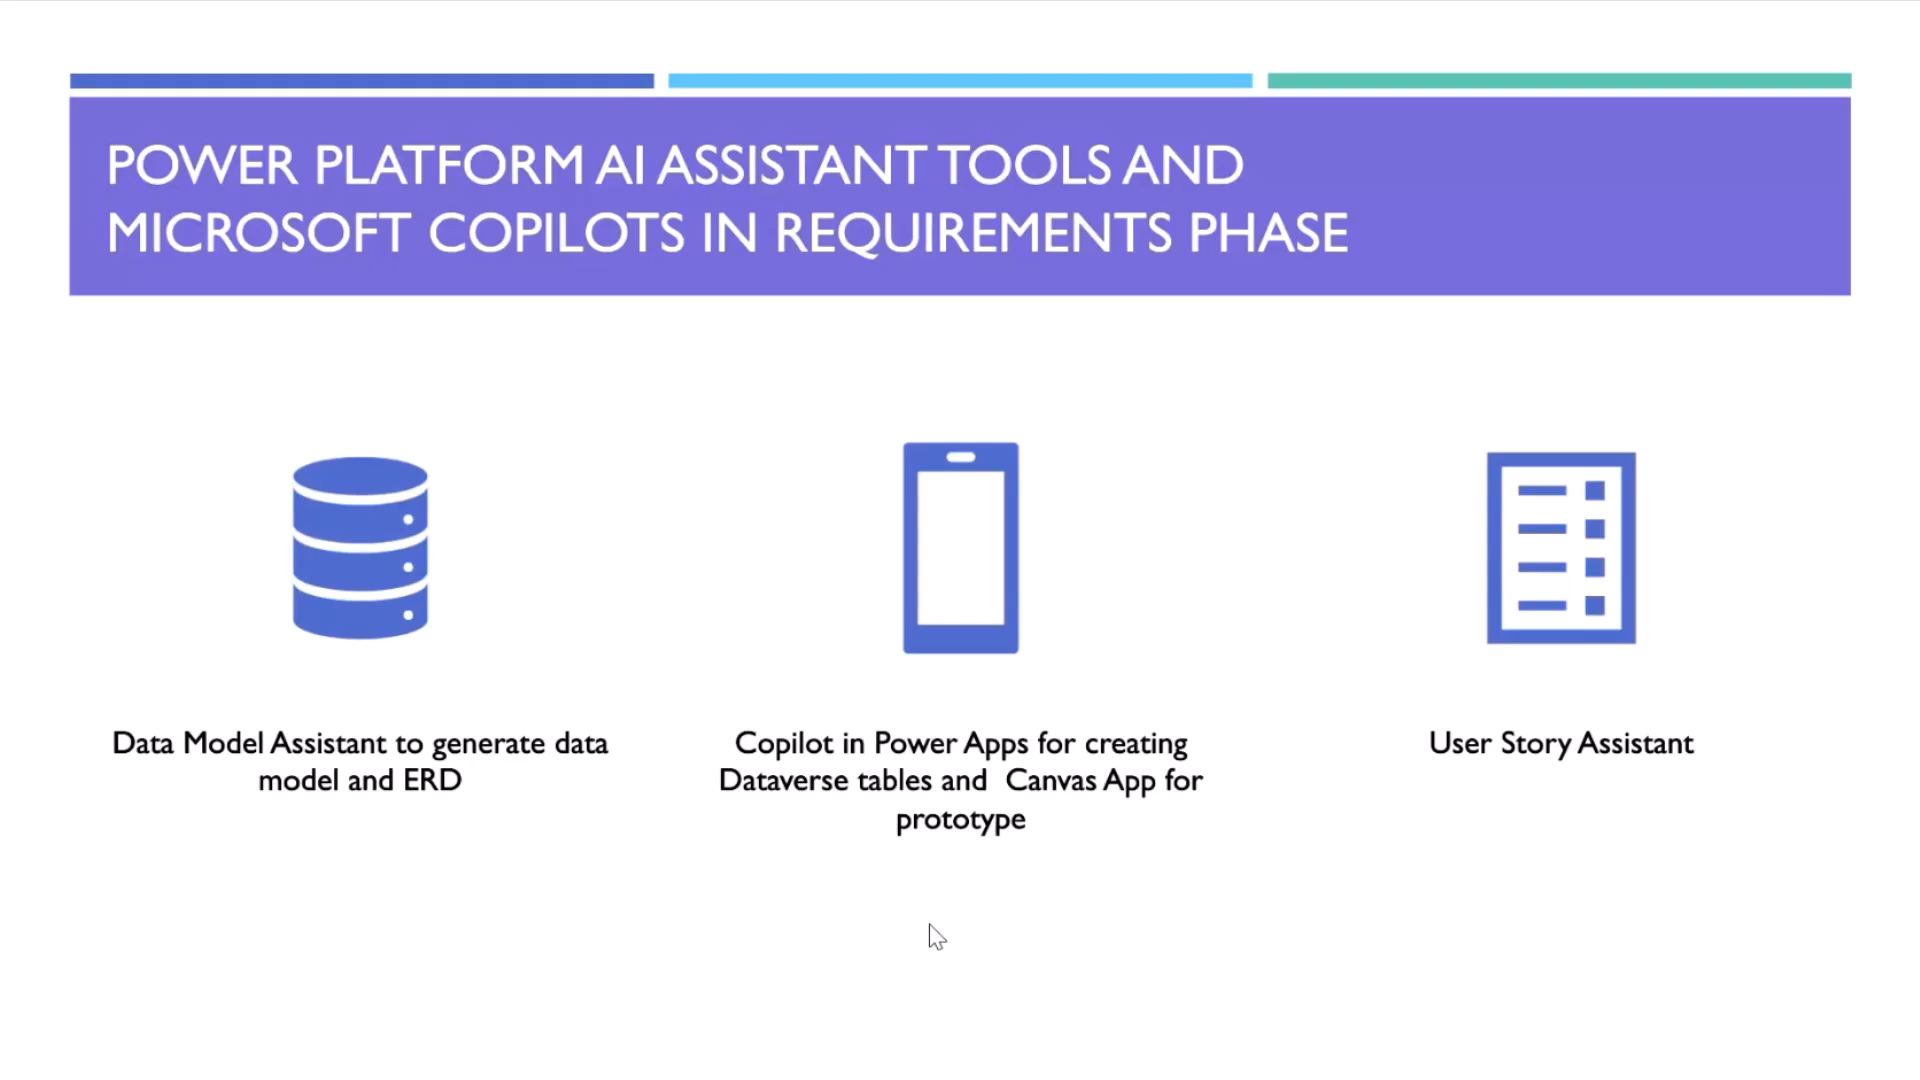 POWER PLATFORM AI ASSISTANT TOOLS AND
MICROSOFT COPILOTS IN REQUIREMENTS PHASE
Data Model Assistant to generate data
model and ERD
Copilot in Power Apps for creating
Dataverse tables and  Canvas App for
prototype
User Story Assistant